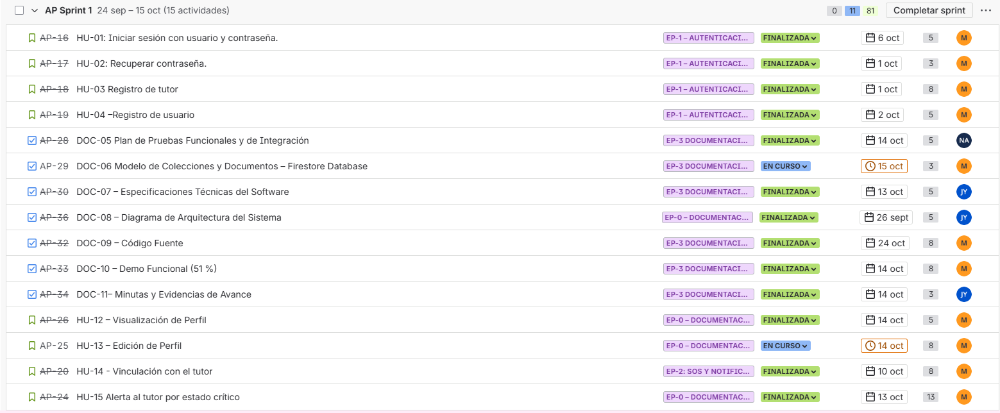 AP Sprint 1 24 sep – 15 oct (15 actividades) 0 11 81 Completar sprint
AP-16 HU-01: Iniciar sesión con usuario y contraseña. EP-1 – AUTENTICACI... FINALIZADA 6 oct 5 M
AP-17 HU-02: Recuperar contraseña. EP-1 – AUTENTICACI... FINALIZADA 1 oct 3 M
AP-18 HU-03 Registro de tutor EP-1 – AUTENTICACI... FINALIZADA 1 oct 8 M
AP-19 HU-04 –Registro de usuario EP-1 – AUTENTICACI... FINALIZADA 2 oct 5 M
AP-28 DOC-05 Plan de Pruebas Funcionales y de Integración EP-3 DOCUMENTACI... FINALIZADA 14 oct 5 NA
AP-29 DOC-06 Modelo de Colecciones y Documentos – Firestore Database EP-3 DOCUMENTACI... EN CURSO 15 oct 3 M
AP-30 DOC-07 – Especificaciones Técnicas del Software EP-3 DOCUMENTACI... FINALIZADA 13 oct 5 JY
AP-36 DOC-08 – Diagrama de Arquitectura del Sistema EP-0 – DOCUMENTAC... FINALIZADA 26 sept 5 JY
AP-32 DOC-09 – Código Fuente EP-3 DOCUMENTACI... FINALIZADA 24 oct 8 M
AP-33 DOC-10 – Demo Funcional (51 %) EP-3 DOCUMENTACI... FINALIZADA 14 oct 8 M
AP-34 DOC-11– Minutas y Evidencias de Avance EP-3 DOCUMENTACI... FINALIZADA 14 oct 3 JY
AP-26 HU-12 – Visualización de Perfil EP-0 – DOCUMENTAC... FINALIZADA 14 oct 5 M
AP-25 HU-13 – Edición de Perfil EP-0 – DOCUMENTAC... EN CURSO 14 oct 8 M
AP-20 HU-14 - Vinculación con el tutor EP-2: SOS Y NOTIFIC... FINALIZADA 10 oct 8 M
AP-24 HU-15 Alerta al tutor por estado crítico EP-0 – DOCUMENTAC... FINALIZADA 13 oct 13 M